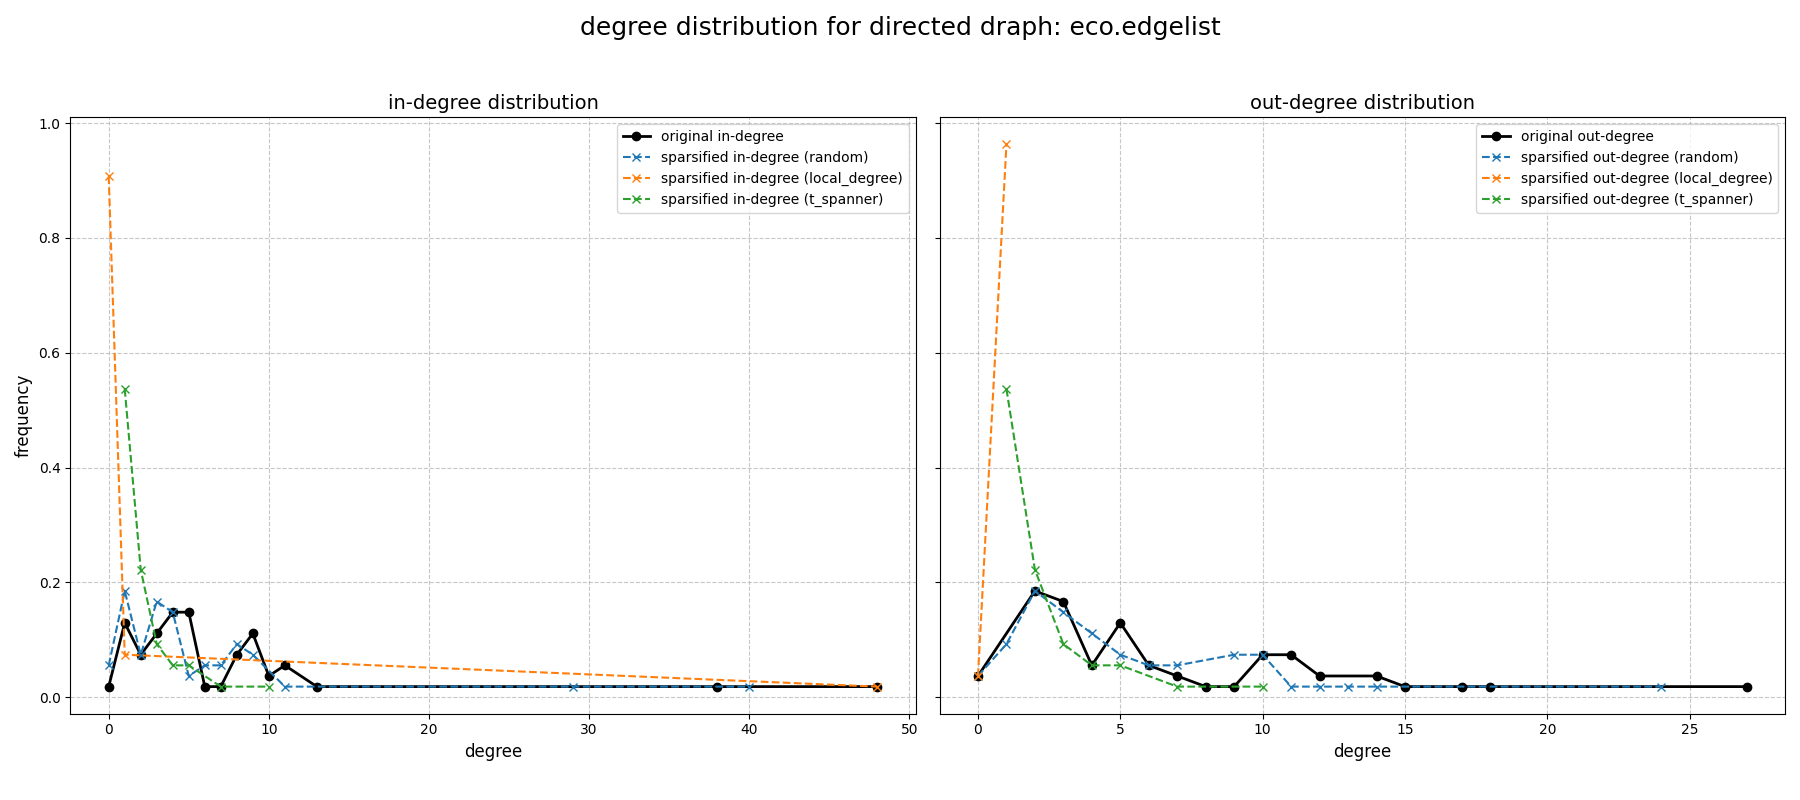 degree distribution for directed draph: eco.edgelist
in-degree distribution
original in-degree
sparsified in-degree (random)
sparsified in-degree (local_degree)
sparsified in-degree (t_spanner)
1.0
0.8
0.6
0.4
0.2
0.0
frequency
0 10 20 30 40 50
degree
out-degree distribution
original out-degree
sparsified out-degree (random)
sparsified out-degree (local_degree)
sparsified out-degree (t_spanner)
0 5 10 15 20 25
degree